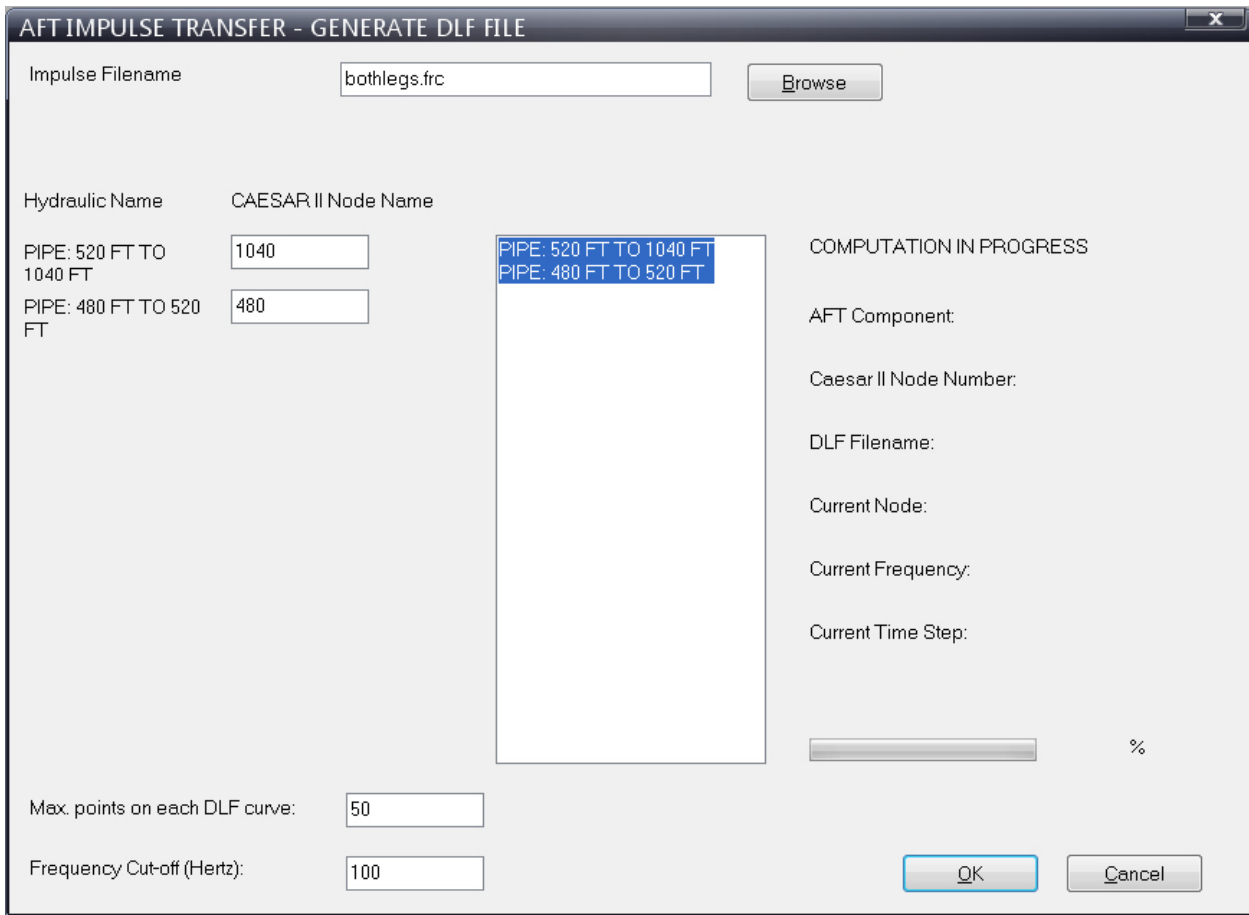 AFT IMPULSE TRANSFER - GENERATE DLF FILE
x
Impulse Filename
bothlegs.frc
Browse
Hydraulic Name
CAESAR II Node Name
PIPE: 520 FT TO
1040 FT
1040
PIPE: 480 FT TO 520
FT
480
PIPE: 520 FT TO 1040 FT
PIPE: 480 FT TO 520 FT
COMPUTATION IN PROGRESS
AFT Component:
Caesar II Node Number:
DLF Filename:
Current Node:
Current Frequency:
Current Time Step:
%
Max. points on each DLF curve:
50
Frequency Cut-off (Hertz):
100
OK
Cancel